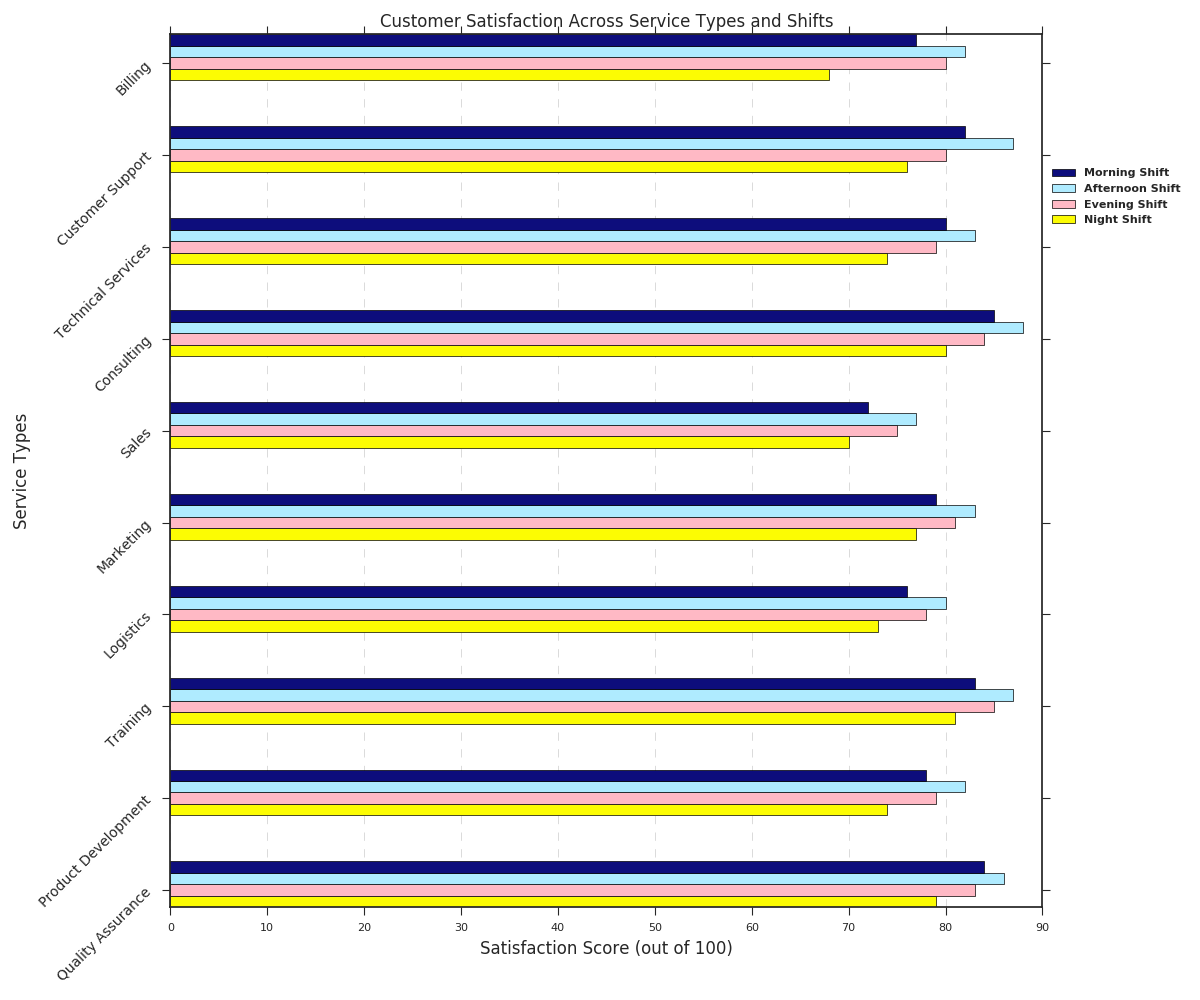 Customer Satisfaction Across Service Types and Shifts
Billing
Customer Support
Technical Services
Consulting
Sales
Marketing
Logistics
Training
Product Development
Quality Assurance
Service Types
0 10 20 30 40 50 60 70 80 90
Satisfaction Score (out of 100)
Morning Shift
Afternoon Shift
Evening Shift
Night Shift